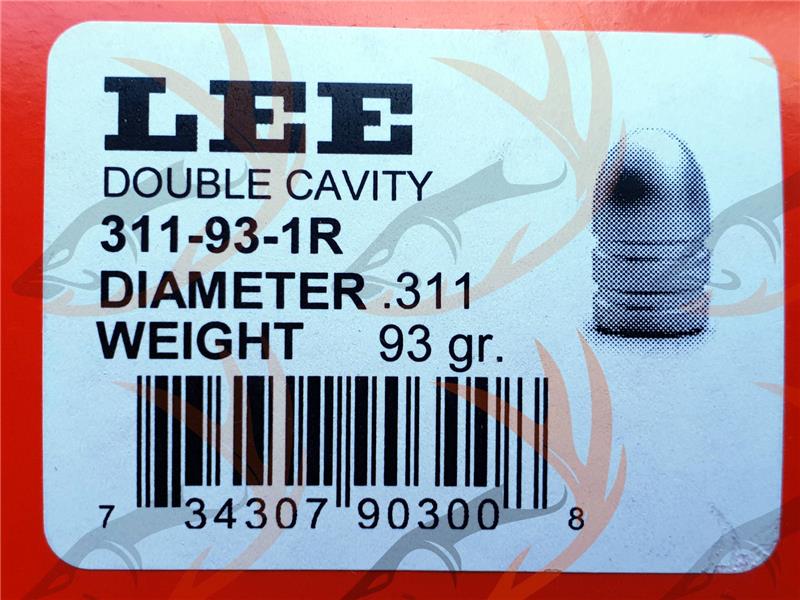 LEE
DOUBLE CAVITY
311-93-1R
DIAMETER .311
WEIGHT 93 gr.
7 34307 90300 8